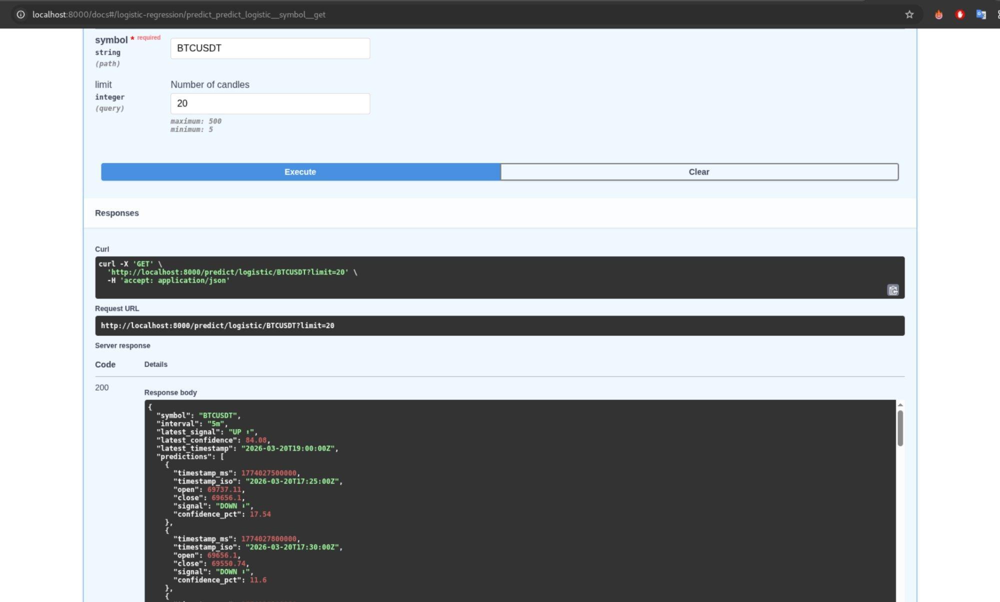 localhost:8000/docs#/logistic-regression/predict_predict_logistic__symbol__get
symbol * required
BTCUSDT
string
(path)
limit
Number of candles
integer
20
(query)
maximum: 500
minimum: 5
Execute
Clear
Responses
Curl
curl -X 'GET' \
'http://localhost:8000/predict/logistic/BTCUSDT?limit=20' \
-H 'accept: application/json'
Request URL
http://localhost:8000/predict/logistic/BTCUSDT?limit=20
Server response
Code Details
200
Response body
{
"symbol": "BTCUSDT",
"interval": "5m",
"latest_signal": "UP ⬆",
"latest_confidence": 84.08,
"latest_timestamp": "2026-03-20T19:00:00Z",
"predictions": [
{
"timestamp_ms": 1774027500000,
"timestamp_iso": "2026-03-20T17:25:00Z",
"open": 69737.11,
"close": 69656.1,
"signal": "DOWN ⬇",
"confidence_pct": 17.54
},
{
"timestamp_ms": 1774027800000,
"timestamp_iso": "2026-03-20T17:30:00Z",
"open": 69656.1,
"close": 69550.74,
"signal": "DOWN ⬇",
"confidence_pct": 11.6
},
{